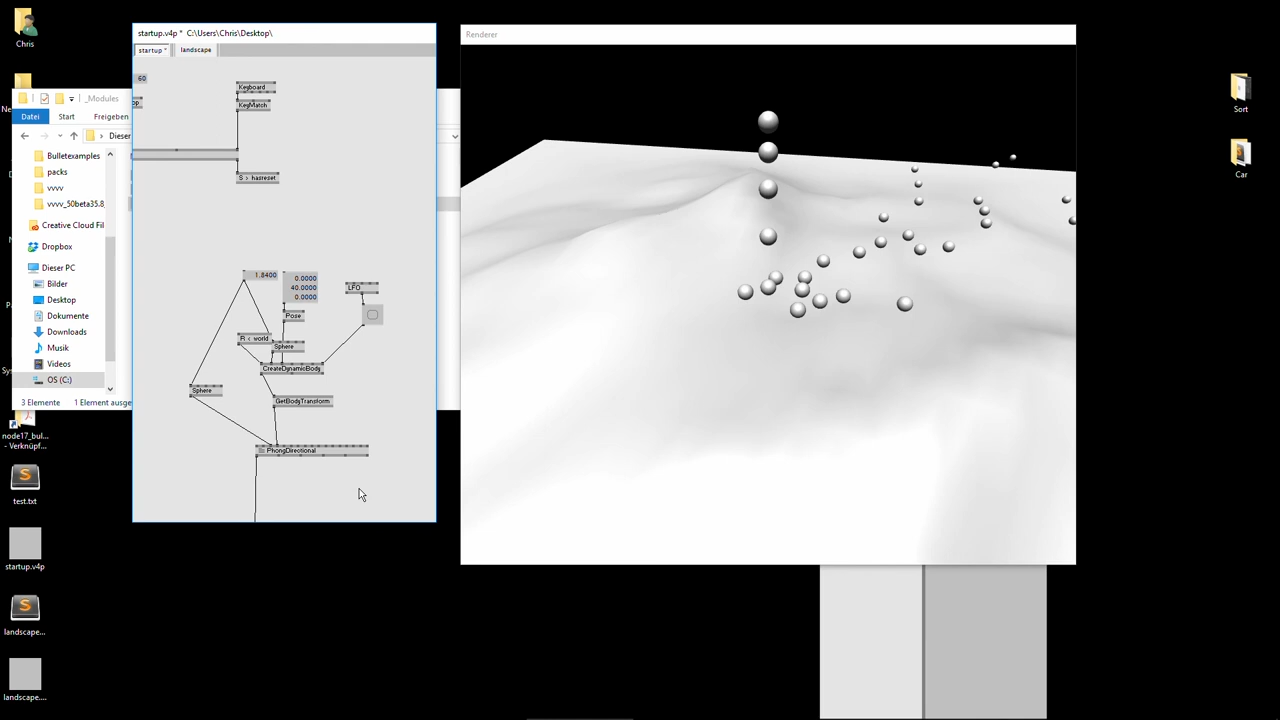 Chris
startup.v4p * C:\Users\Chris\Desktop\
startup *
landscape
60
Keyboard
KeyMatch
S > hasreset
1.8400
0.0000
40.0000
0.0000
LFO
Pose
R < world
Sphere
CreateDynamicBody
Sphere
GetBodyTransform
PhongDirectional
Renderer
_Modules
Datei
Start
Freigeben
Dieser
Bulletexamples
packs
vvvv
vvvv_50beta35.8_
Creative Cloud Fil
Dropbox
Dieser PC
Bilder
Desktop
Dokumente
Downloads
Musik
Videos
OS (C:)
3 Elemente
1 Element ausge
node17_bul...
- Verknüpf...
test.txt
startup.v4p
landscape...
landscape....
Sort
Car